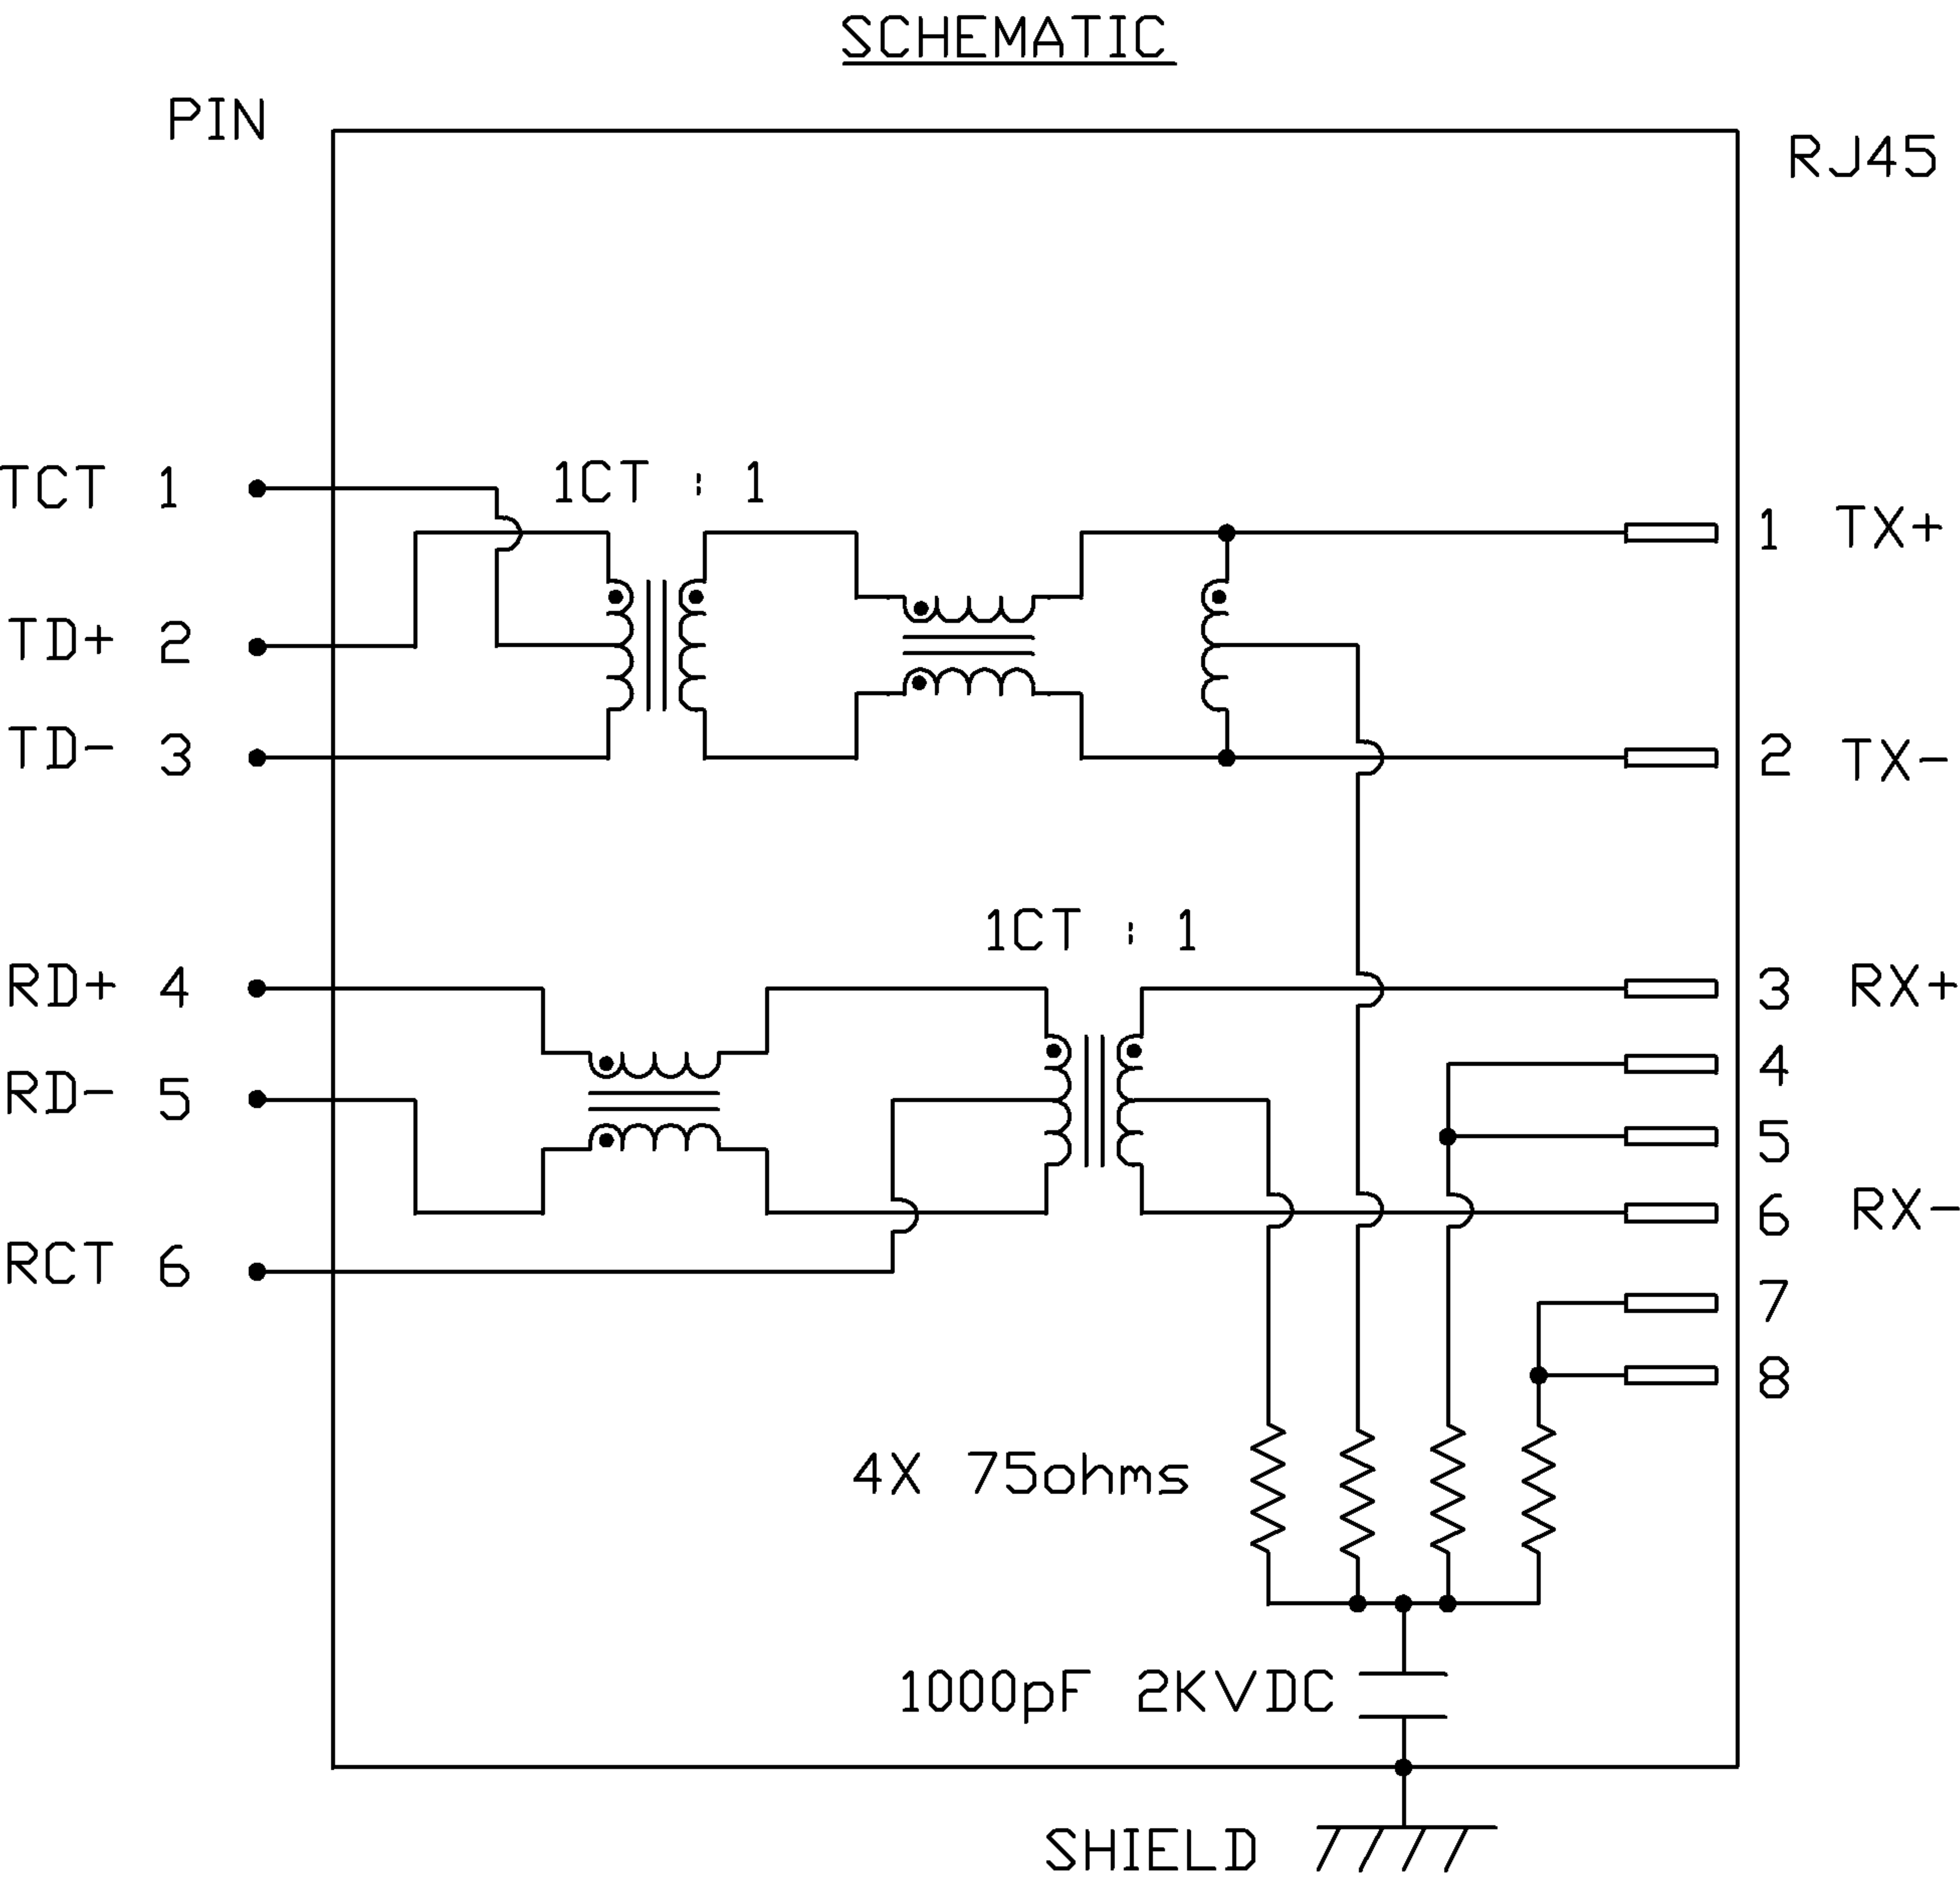 SCHEMATIC
PIN
RJ45
TCT 1
1CT : 1
1 TX+
TD+ 2
TD- 3
2 TX-
1CT : 1
RD+ 4
3 RX+
4
RD- 5
5
6 RX-
RCT 6
7
8
4X 75ohms
1000pF 2KVDC
SHIELD